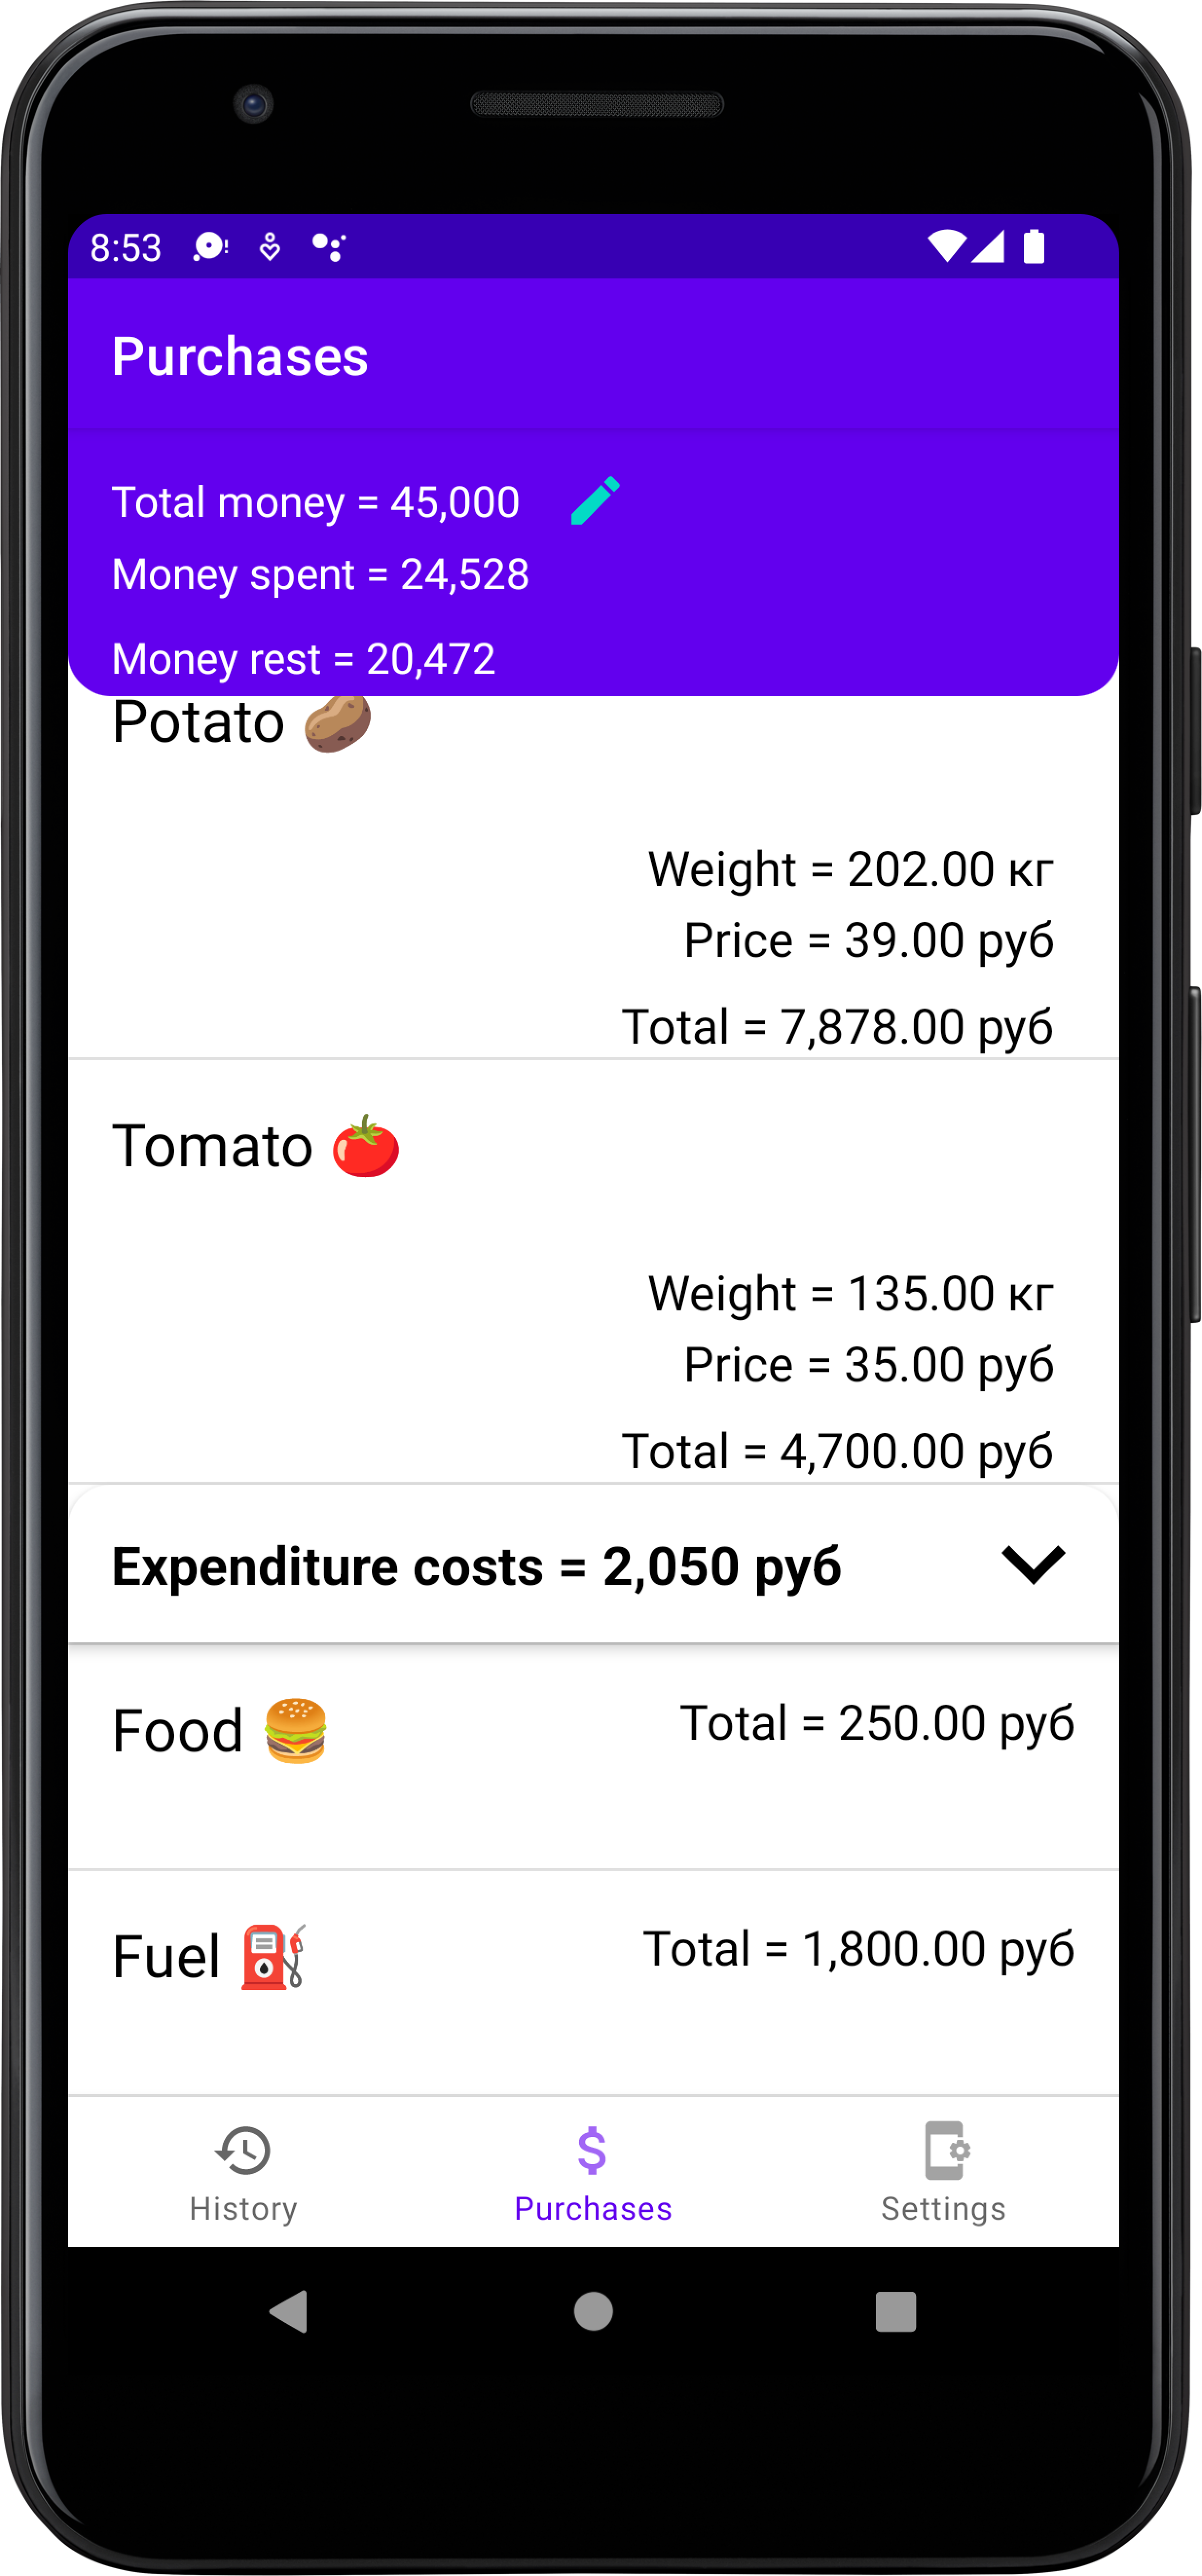 8:53
Purchases
Total money = 45,000
Money spent = 24,528
Money rest = 20,472
Potato 🥔
Weight = 202.00 кг
Price = 39.00 руб
Total = 7,878.00 руб
Tomato 🍅
Weight = 135.00 кг
Price = 35.00 руб
Total = 4,700.00 руб
Expenditure costs = 2,050 руб
Food 🍔 Total = 250.00 руб
Fuel ⛽ Total = 1,800.00 руб
History Purchases Settings